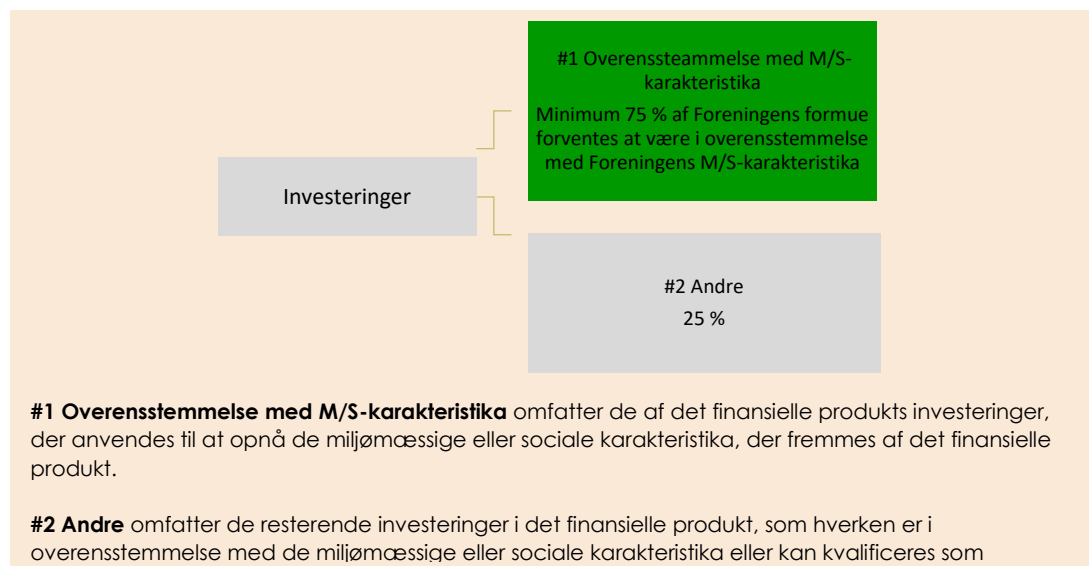 #1 Overenssteammelse med M/S-
karakteristika
Minimum 75 % af Foreningens formue
forventes at være i overensstemmelse
med Foreningens M/S-karakteristika
Investeringer
#2 Andre
25 %
#1 Overensstemmelse med M/S-karakteristika omfatter de af det finansielle produkts investeringer,
der anvendes til at opnå de miljømæssige eller sociale karakteristika, der fremmes af det finansielle
produkt.
#2 Andre omfatter de resterende investeringer i det finansielle produkt, som hverken er i
overensstemmelse med de miljømæssige eller sociale karakteristika eller kan kvalificeres som